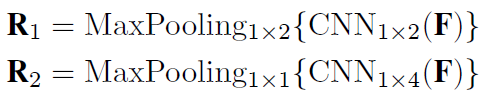 R₁ = MaxPooling₁ₓ₂{CNN₁ₓ₂(F)}
R₂ = MaxPooling₁ₓ₁{CNN₁ₓ₄(F)}